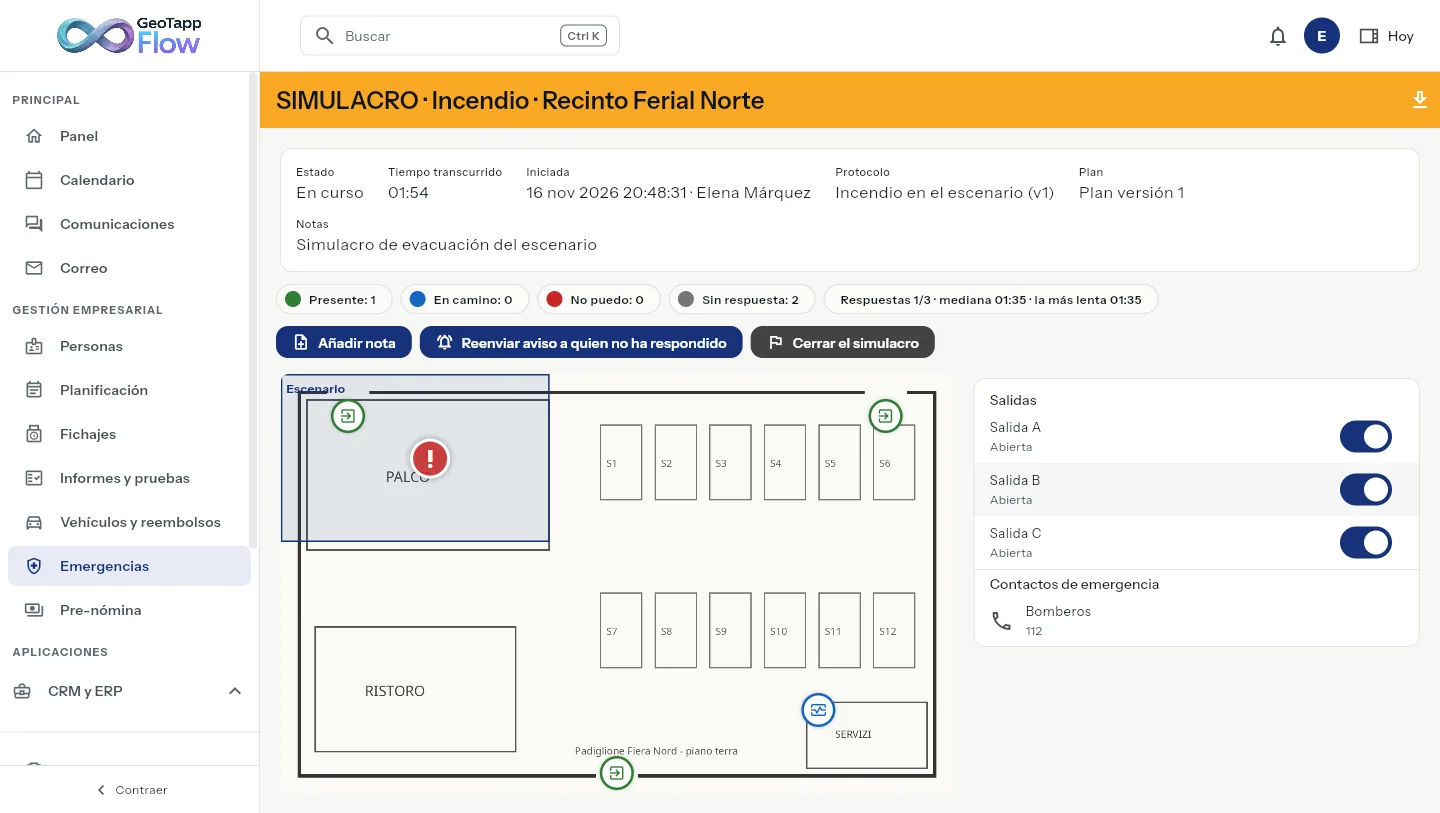 GeoTapp
Flow
Buscar
Ctrl K
E
Hoy
PRINCIPAL
Panel
Calendario
Comunicaciones
Correo
GESTIÓN EMPRESARIAL
Personas
Planificación
Fichajes
Informes y pruebas
Vehículos y reembolsos
Emergencias
Pre-nómina
APLICACIONES
CRM y ERP
Contraer
SIMULACRO · Incendio · Recinto Ferial Norte
Estado
En curso
Tiempo transcurrido
01:54
Iniciada
16 nov 2026 20:48:31 · Elena Márquez
Protocolo
Incendio en el escenario (v1)
Plan
Plan versión 1
Notas
Simulacro de evacuación del escenario
Presente: 1
En camino: 0
No puedo: 0
Sin respuesta: 2
Respuestas 1/3 · mediana 01:35 · la más lenta 01:35
Añadir nota
Reenviar aviso a quien no ha respondido
Cerrar el simulacro
Escenario
PALCO
S1
S2
S3
S4
S5
S6
S7
S8
S9
S10
S11
S12
RISTORO
SERVIZI
Padiglione Fiera Nord - piano terra
Salidas
Salida A
Abierta
Salida B
Abierta
Salida C
Abierta
Contactos de emergencia
Bomberos
112